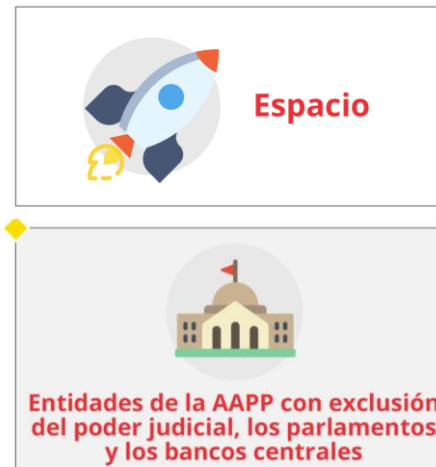 Espacio
Entidades de la AAPP con exclusión
del poder judicial, los parlamentos
y los bancos centrales